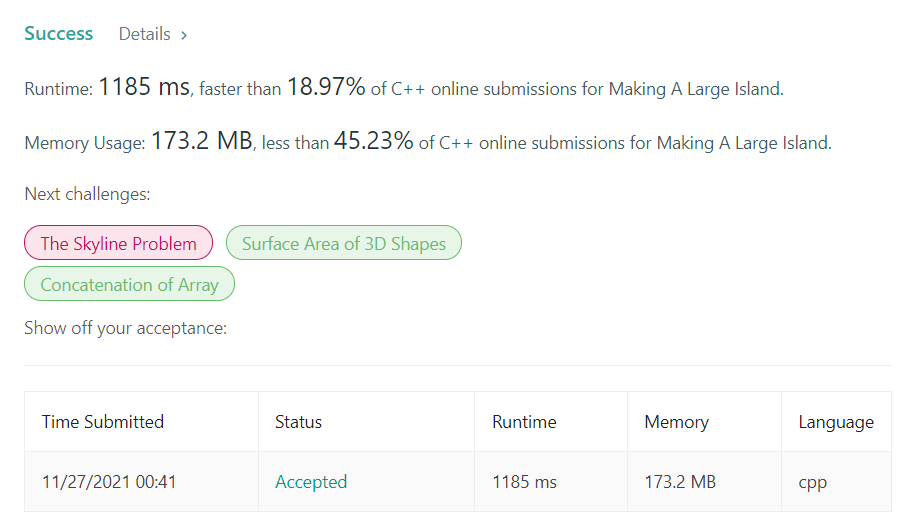 Success Details >
Runtime: 1185 ms, faster than 18.97% of C++ online submissions for Making A Large Island.
Memory Usage: 173.2 MB, less than 45.23% of C++ online submissions for Making A Large Island.
Next challenges:
The Skyline Problem Surface Area of 3D Shapes
Concatenation of Array
Show off your acceptance:
Time Submitted Status Runtime Memory Language
11/27/2021 00:41 Accepted 1185 ms 173.2 MB cpp